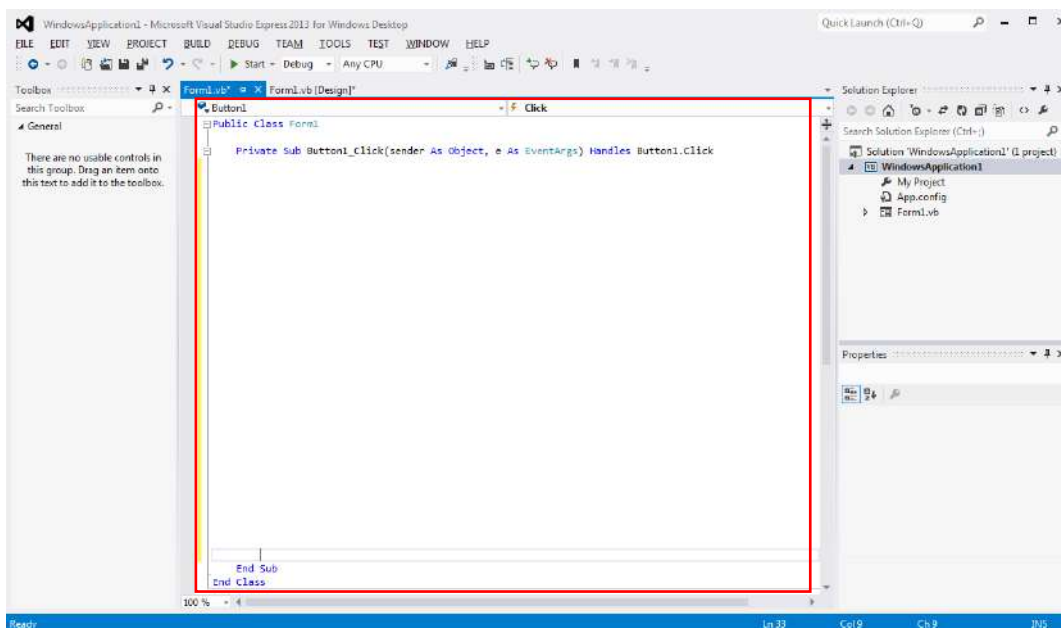 WindowsApplication1 - Microsoft Visual Studio Express 2013 for Windows Desktop
Quick Launch (Ctrl+Q)
FILE EDIT VIEW PROJECT BUILD DEBUG TEAM TOOLS TEST WINDOW HELP
Start Debug Any CPU
Toolbox
Form1.vb* Form1.vb [Design]*
Solution Explorer
Search Toolbox
Button1 Click
General
Public Class Form1
Search Solution Explorer (Ctrl+;)
Private Sub Button1_Click(sender As Object, e As EventArgs) Handles Button1.Click
There are no usable controls in
this group. Drag an item onto
this text to add it to the toolbox.
Solution 'WindowsApplication1' (1 project)
WindowsApplication1
My Project
App.config
Form1.vb
Properties
End Sub
End Class
100 %
Ready Ln 33 Col 9 Ch 9 INS